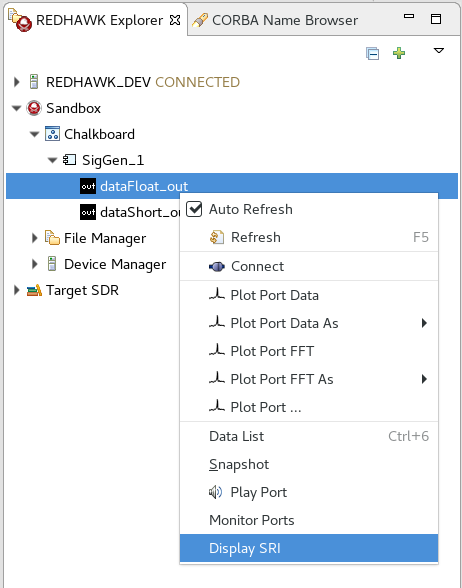 REDHAWK Explorer
CORBA Name Browser
REDHAWK_DEV CONNECTED
Sandbox
Chalkboard
SigGen_1
out dataFloat_out
out dataShort_ou
File Manager
Device Manager
Target SDR
Auto Refresh
Refresh F5
Connect
Plot Port Data
Plot Port Data As
Plot Port FFT
Plot Port FFT As
Plot Port ...
Data List Ctrl+6
Snapshot
Play Port
Monitor Ports
Display SRI